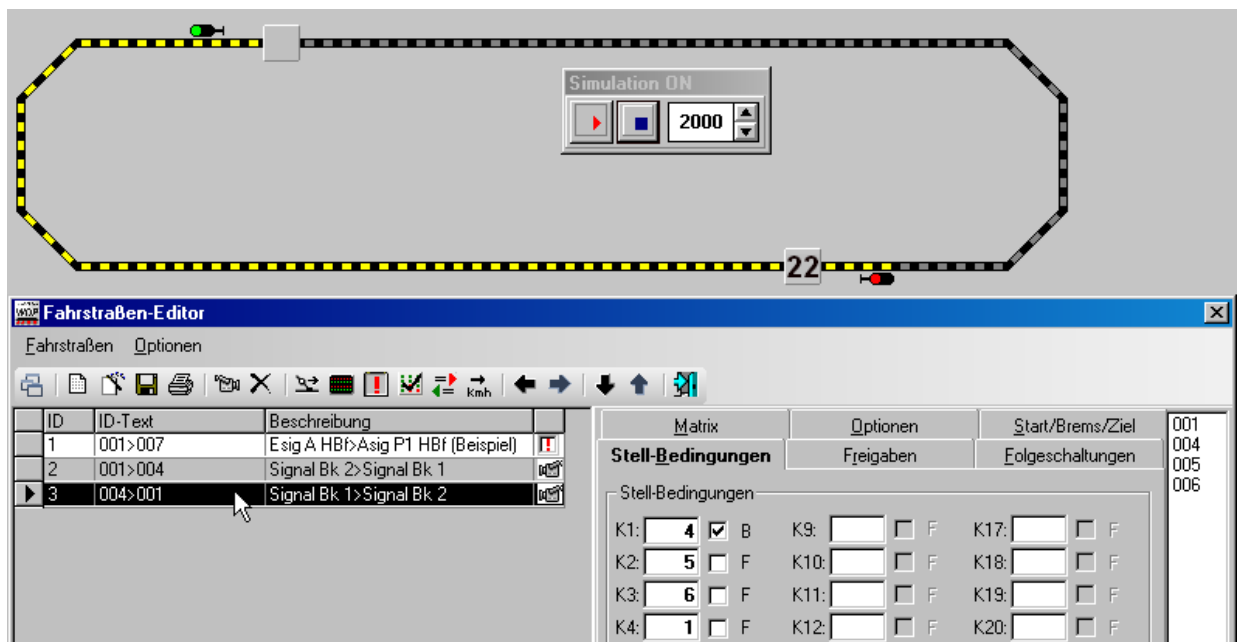 Simulation ON
2000
22
Fahrstraßen-Editor
Fahrstraßen Optionen
kmh
ID ID-Text Beschreibung
1 001>007 Esig A HBf>Asig P1 HBf (Beispiel)
2 001>004 Signal Bk 2>Signal Bk 1
3 004>001 Signal Bk 1>Signal Bk 2
Matrix Optionen Start/Brems/Ziel
Stell-Bedingungen Freigaben Folgeschaltungen
Stell-Bedingungen
K1: 4 B K9: F K17: F
K2: 5 F K10: F K18: F
K3: 6 F K11: F K19: F
K4: 1 F K12: F K20: F
001
004
005
006